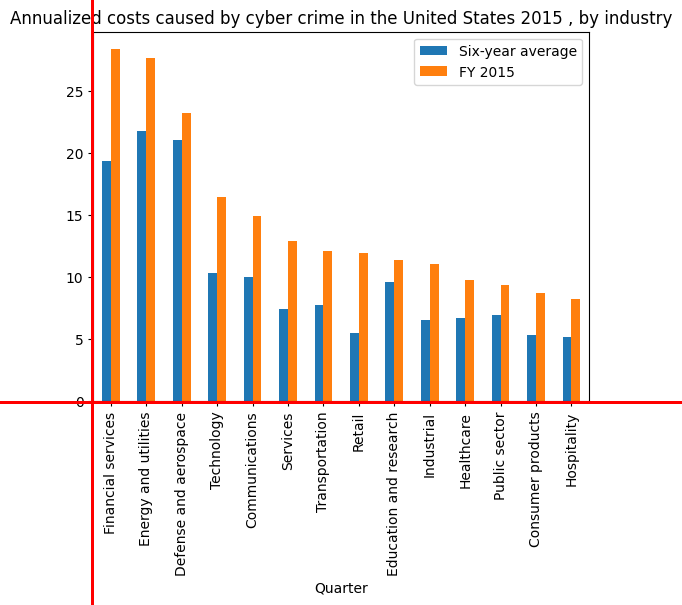 Annualized costs caused by cyber crime in the United States 2015 , by industry
Six-year average
FY 2015
25
20
15
10
5
0
Financial services
Energy and utilities
Defense and aerospace
Technology
Communications
Services
Transportation
Retail
Education and research
Industrial
Healthcare
Public sector
Consumer products
Hospitality
Quarter